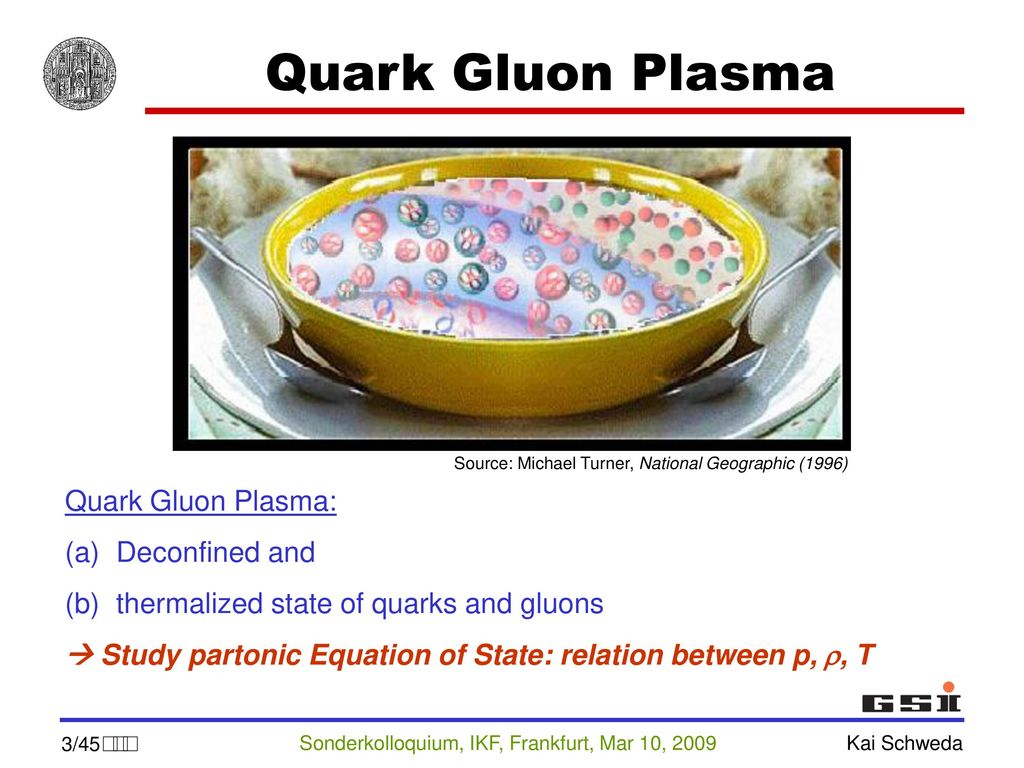 Quark Gluon Plasma
Source: Michael Turner, National Geographic (1996)
Quark Gluon Plasma:
(a) Deconfined and
(b) thermalized state of quarks and gluons
→ Study partonic Equation of State: relation between p, ρ, T
GSI
3/45
Sonderkolloquium, IKF, Frankfurt, Mar 10, 2009
Kai Schweda